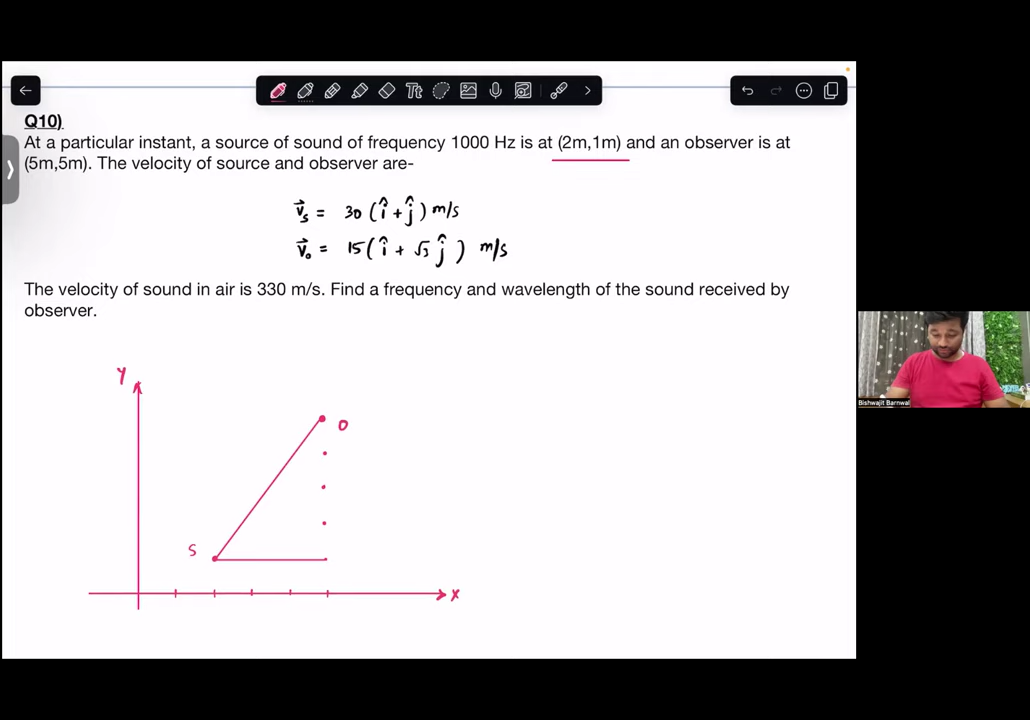 Tt
Q10)
At a particular instant, a source of sound of frequency 1000 Hz is at (2m,1m) and an observer is at
(5m,5m). The velocity of source and observer are-
v⃗s = 30 (î + ĵ) m/s
v⃗o = 15(î + √3 ĵ) m/s
The velocity of sound in air is 330 m/s. Find a frequency and wavelength of the sound received by
observer.
Y
O
S
X
Bishwajit Barnwal